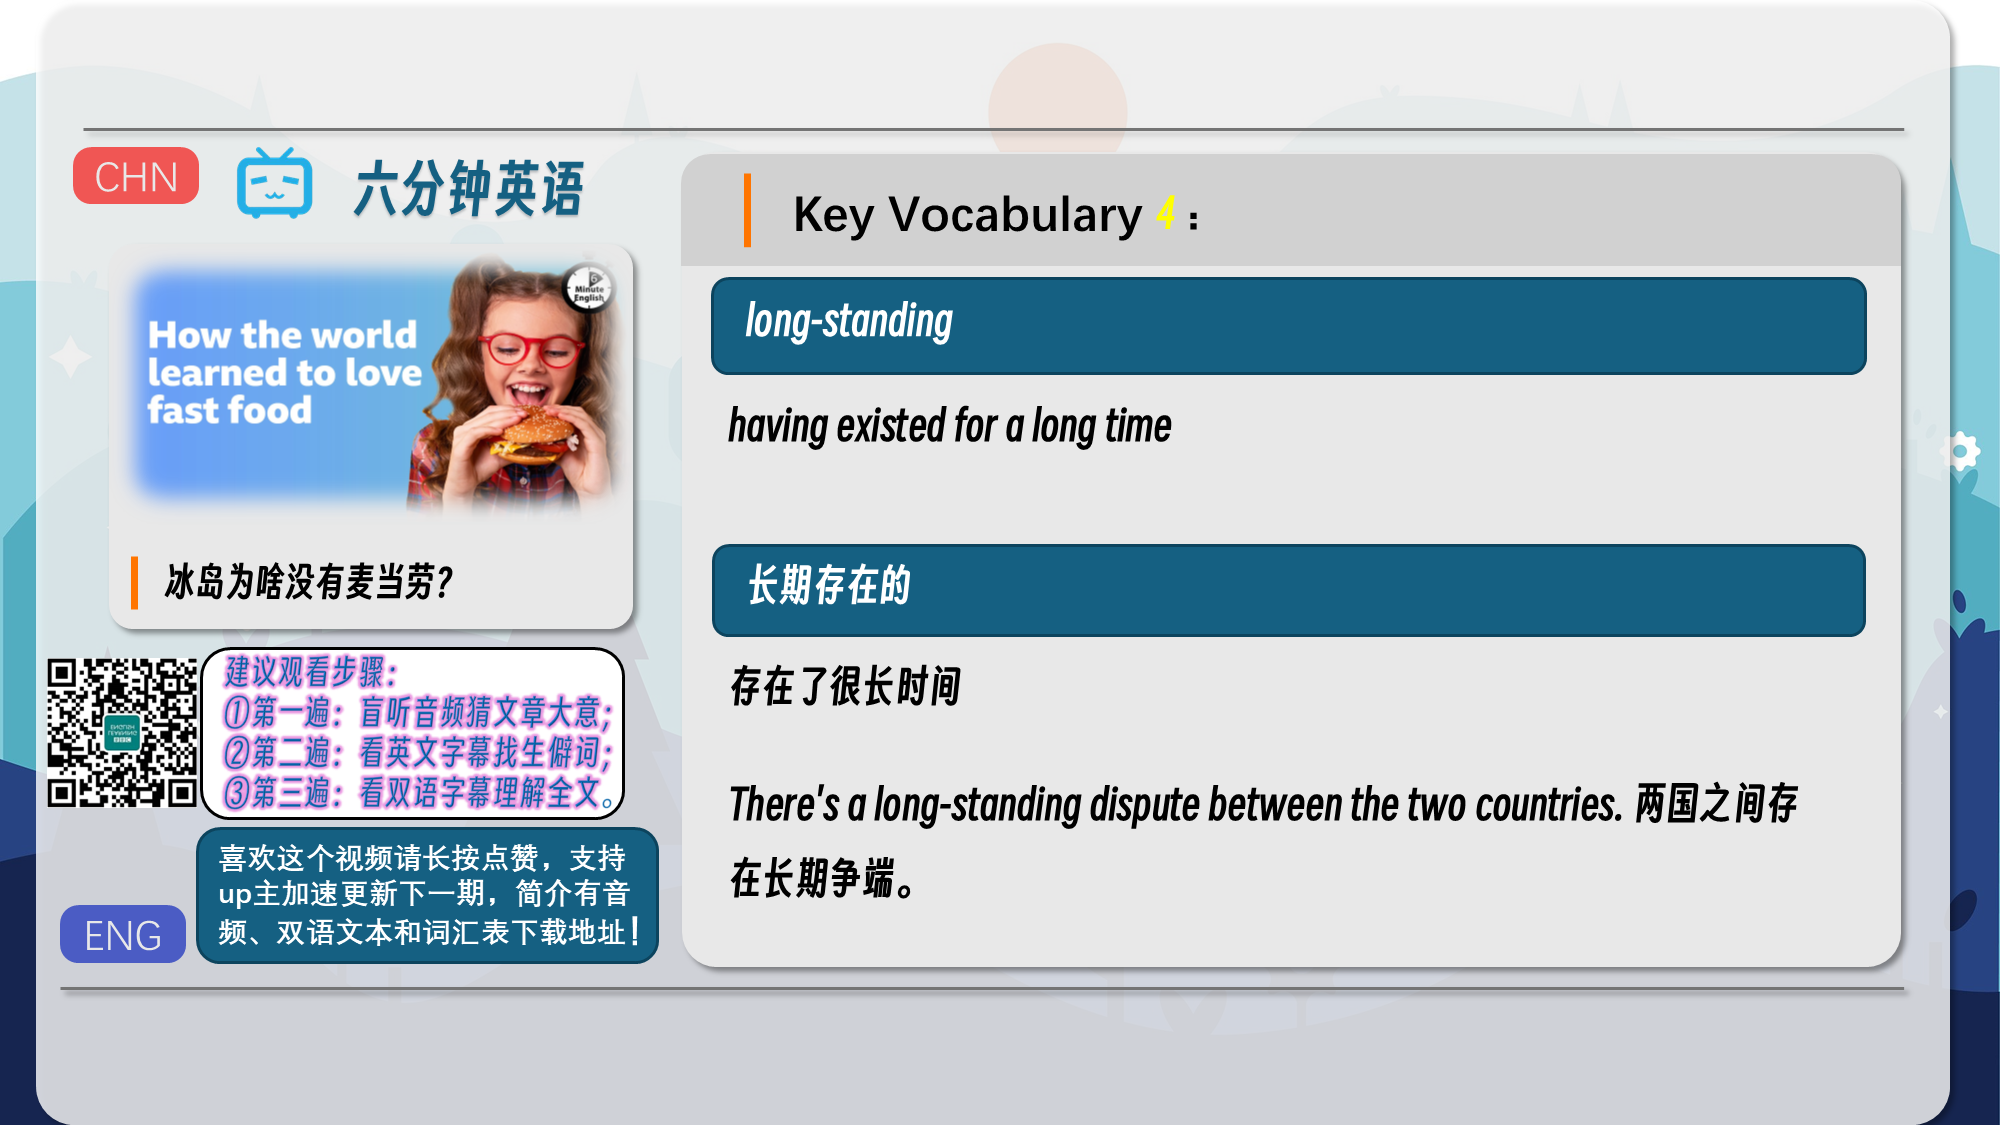 CHN
六分钟英语
6
Minute
English
How the world
learned to love
fast food
冰岛为啥没有麦当劳?
建议观看步骤：
①第一遍：盲听音频猜文章大意；
②第二遍：看英文字幕找生僻词；
③第三遍：看双语字幕理解全文。
喜欢这个视频请长按点赞，支持
up主加速更新下一期，简介有音
频、双语文本和词汇表下载地址！
ENG
Key Vocabulary 4：
long-standing
having existed for a long time
长期存在的
存在了很长时间
There's a long-standing dispute between the two countries. 两国之间存
在长期争端。